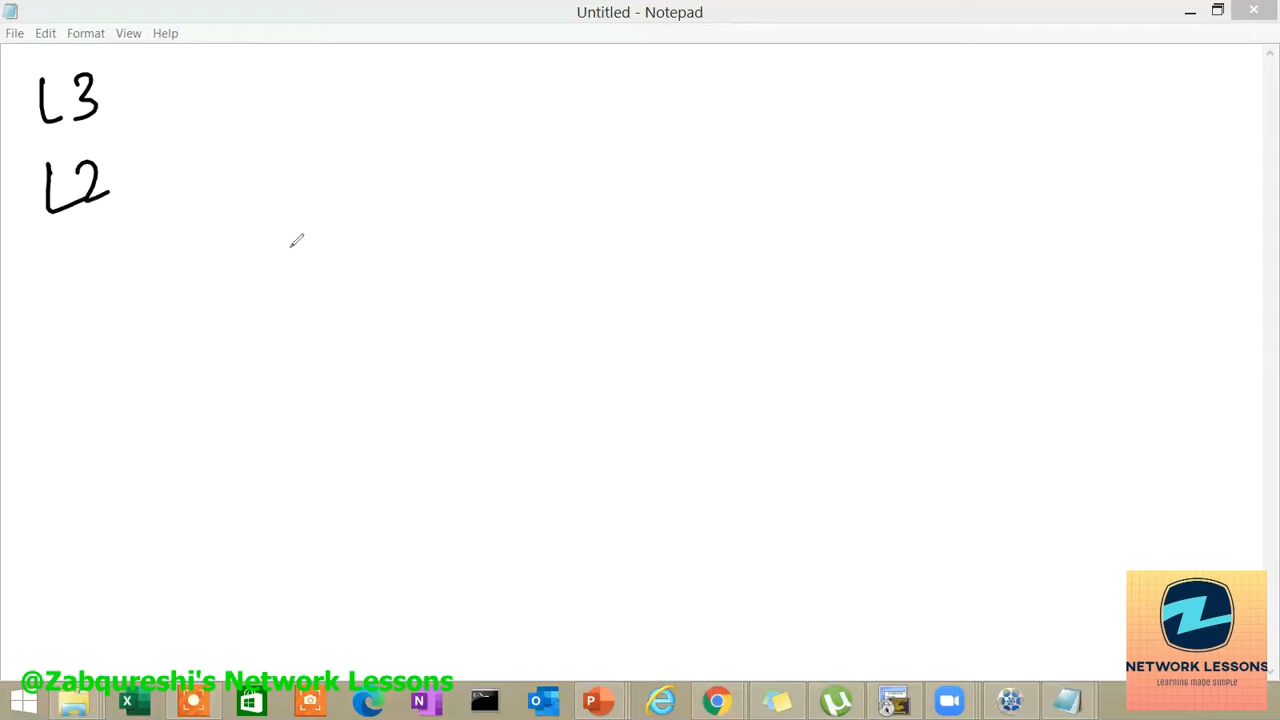 Untitled - Notepad
File Edit Format View Help
L3
L2
NETWORK LESSONS
Learning made simple
@Zabqureshi's Network Lessons